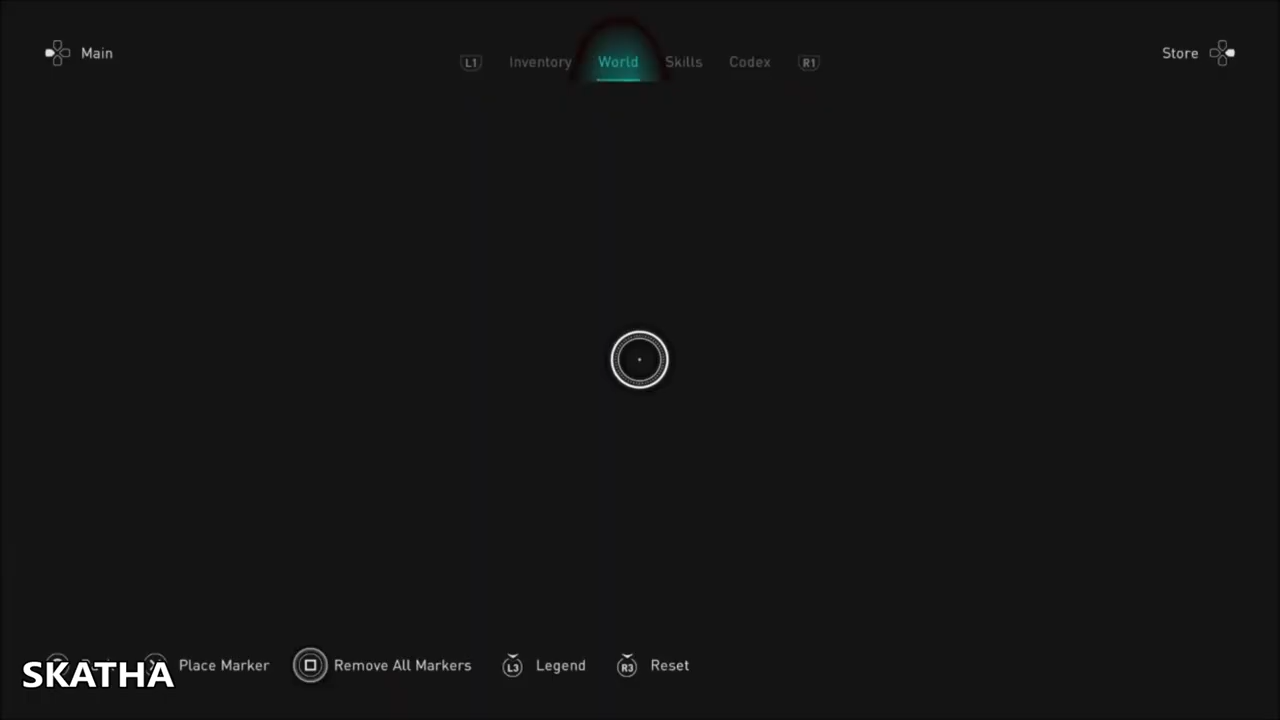 Main
L1 Inventory World Skills Codex R1
Store
Place Marker
Remove All Markers
L3 Legend
R3 Reset
SKATHA